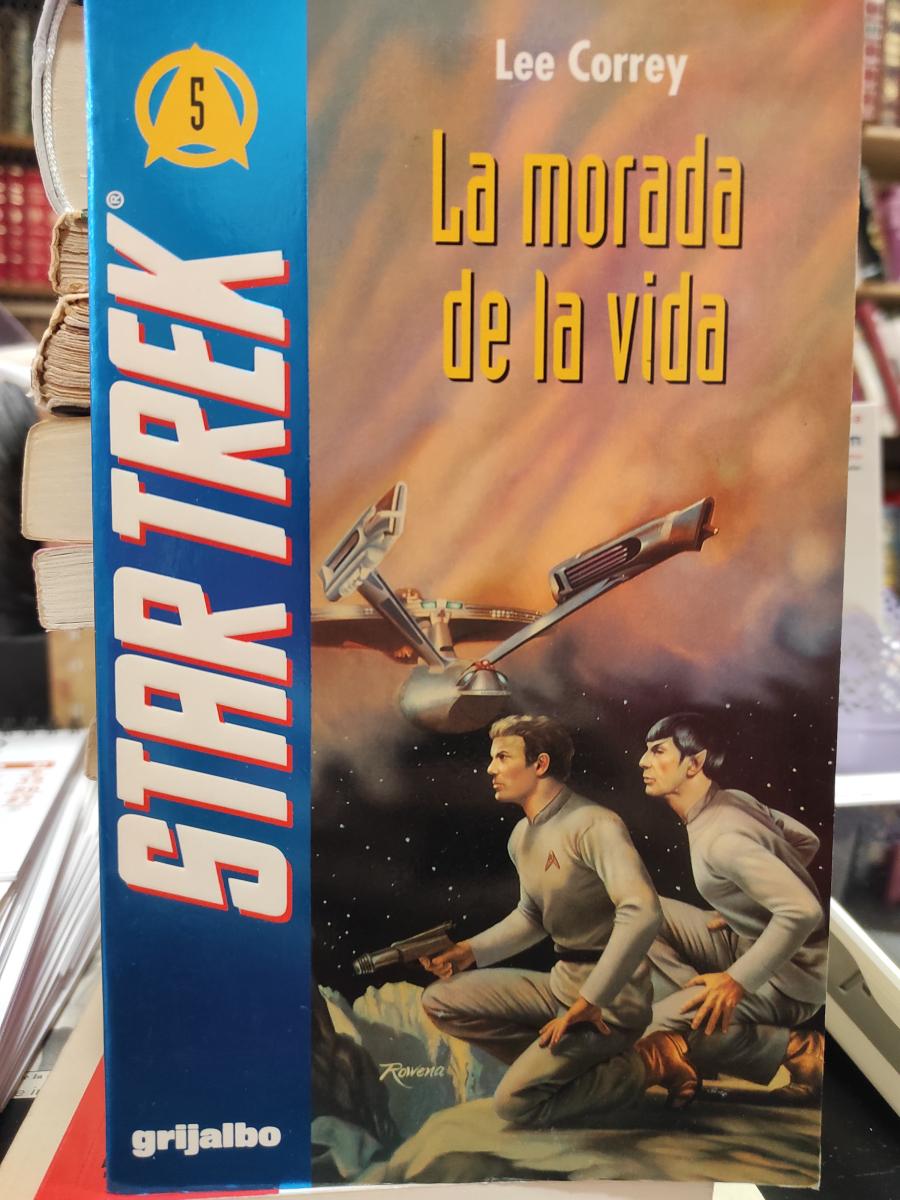 5
STAR TREK®
grijalbo
Lee Correy
La morada
de la vida
Rowena